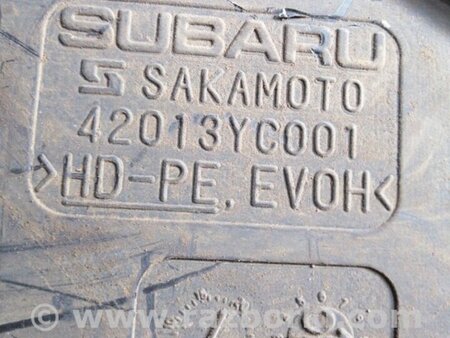 SUBARU
SAKAMOTO
42013YC001
>HD-PE, EVOH<
© www.razborka.com